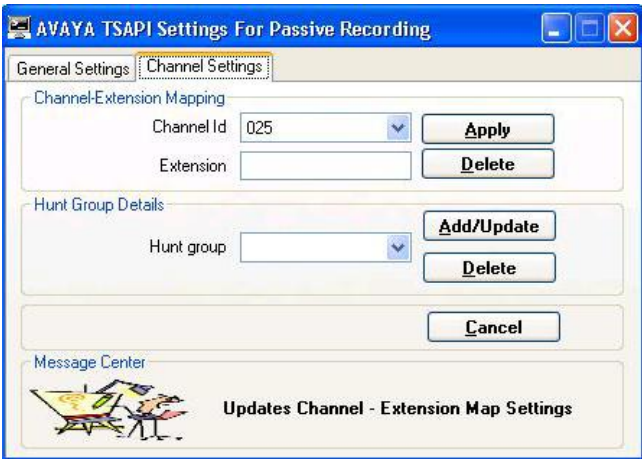 AVAYA TSAPI Settings For Passive Recording
General Settings Channel Settings
Channel-Extension Mapping
Channel Id 025 Apply
Extension Delete
Hunt Group Details
Add/Update
Hunt group
Delete
Cancel
Message Center
Updates Channel - Extension Map Settings